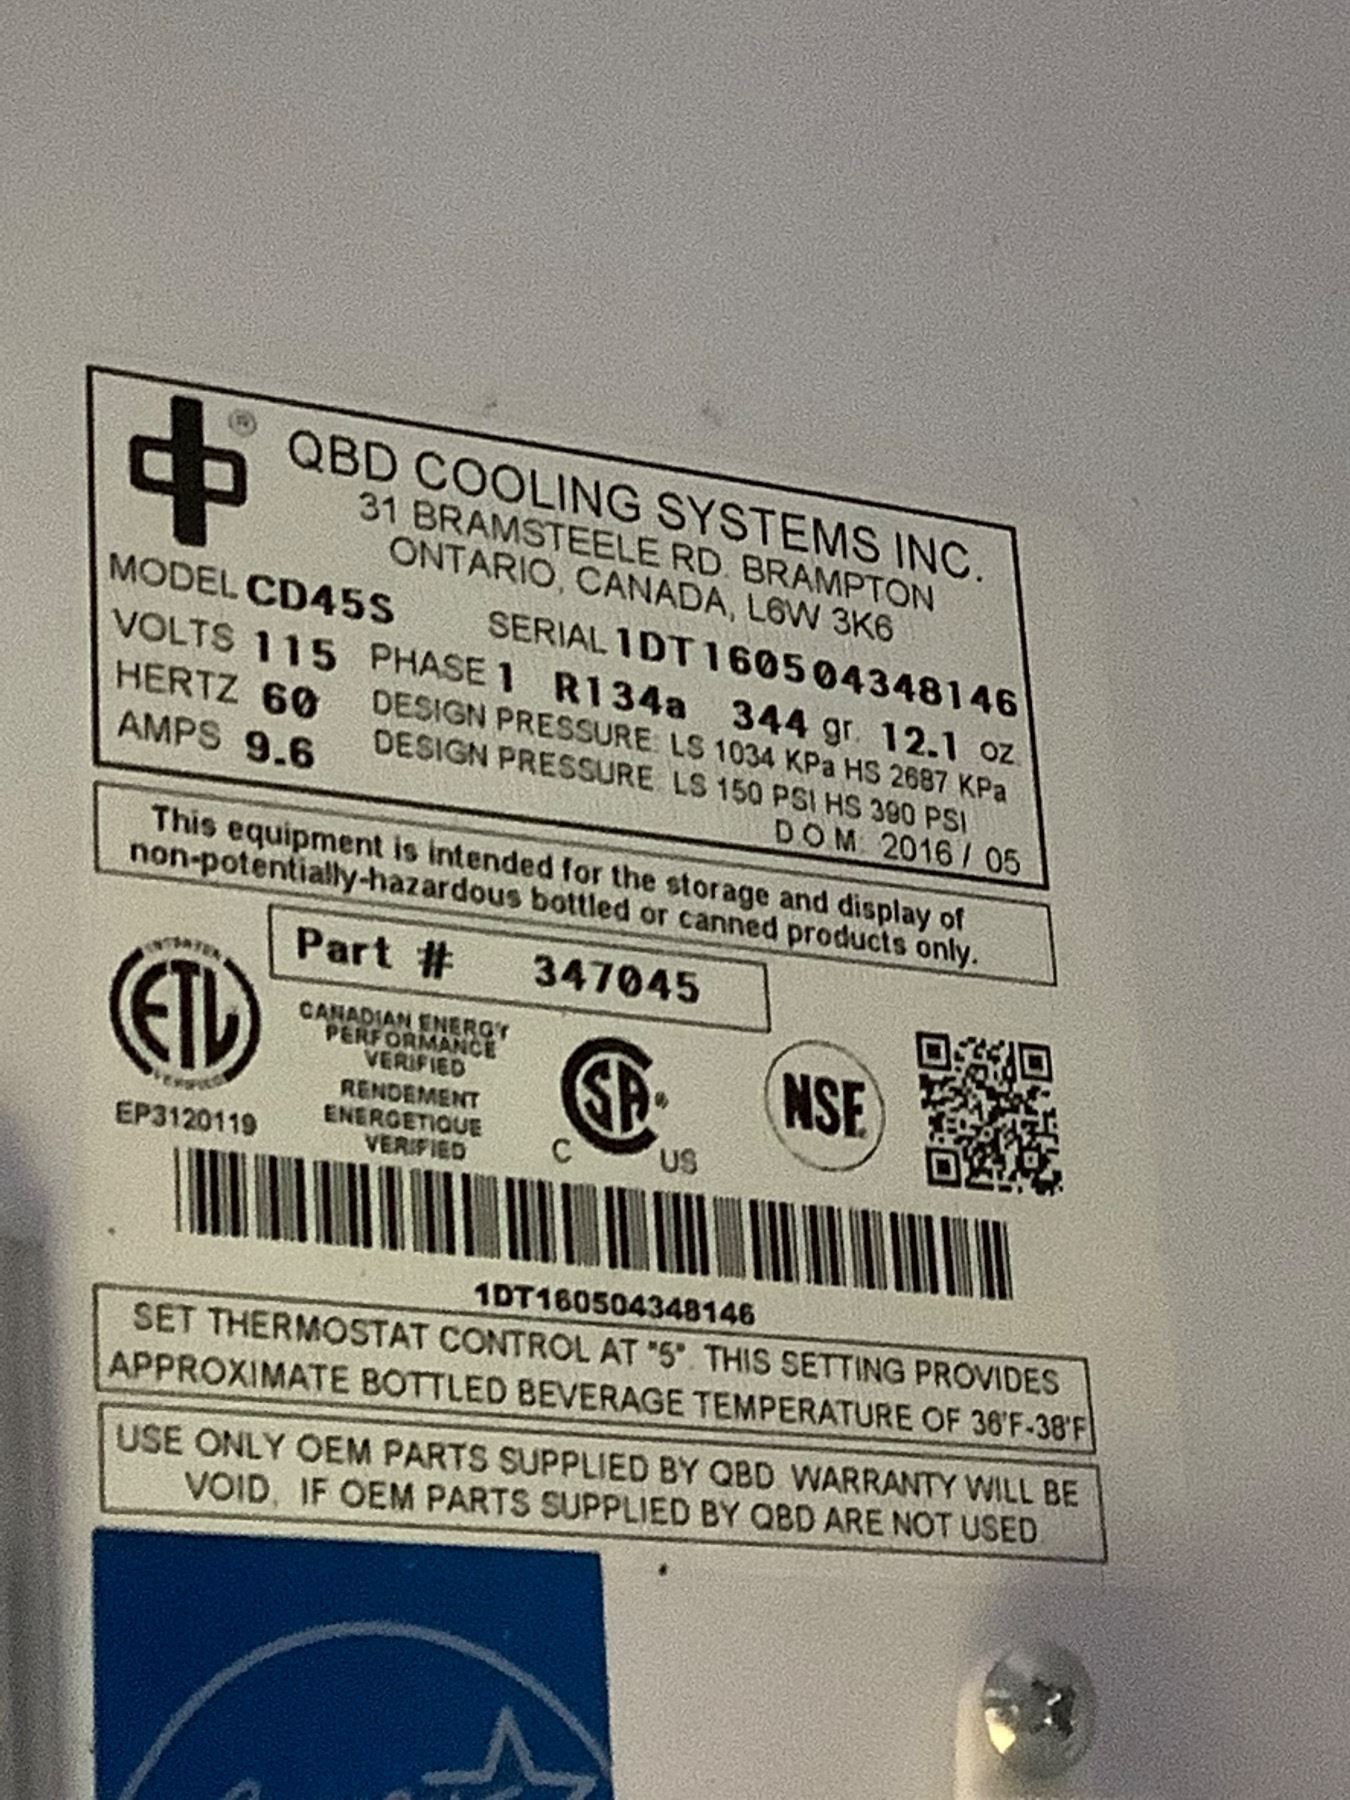 ®
QBD COOLING SYSTEMS INC.
31 BRAMSTEELE RD. BRAMPTON
ONTARIO, CANADA, L6W 3K6
MODEL CD45S SERIAL 1DT160504348146
VOLTS 115 PHASE 1 R134a 344 gr. 12.1 oz.
HERTZ 60 DESIGN PRESSURE: LS 1034 KPa HS 2687 KPa
AMPS 9.6 DESIGN PRESSURE: LS 150 PSI HS 390 PSI
D O M: 2016 / 05
This equipment is intended for the storage and display of
non-potentially-hazardous bottled or canned products only.
Part # 347045
INTERTEK
ETL
VERIFIED
EP3120119
CANADIAN ENERGY
PERFORMANCE
VERIFIED
RENDEMENT
ENERGETIQUE
VERIFIED
SA®
C US
NSF.
1DT160504348146
SET THERMOSTAT CONTROL AT "5". THIS SETTING PROVIDES
APPROXIMATE BOTTLED BEVERAGE TEMPERATURE OF 36'F-38'F
USE ONLY OEM PARTS SUPPLIED BY QBD WARRANTY WILL BE
VOID, IF OEM PARTS SUPPLIED BY QBD ARE NOT USED